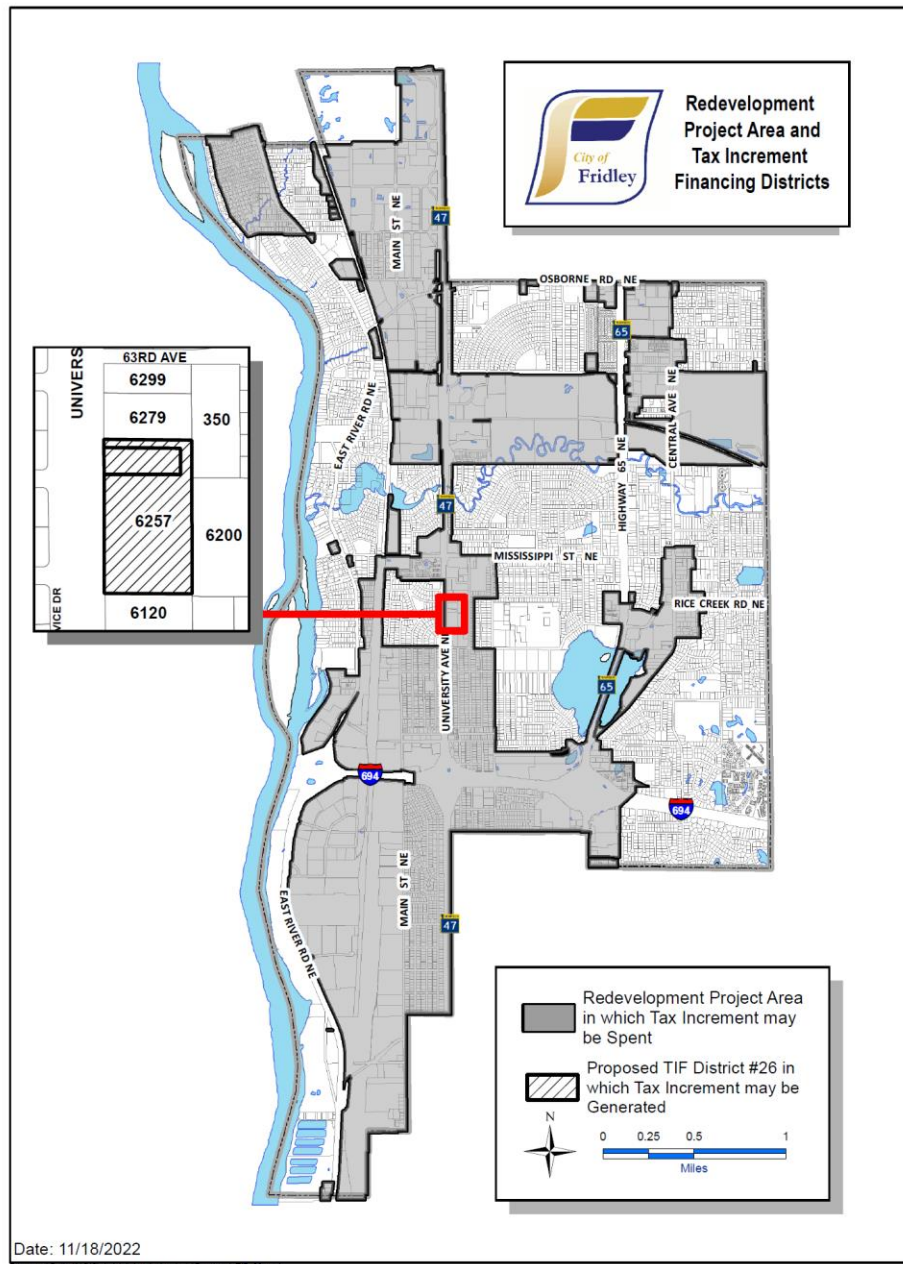 Redevelopment
Project Area and
Tax Increment
Financing Districts
City of
Fridley
47
MAIN ST NE
OSBORNE RD NE
65
63RD AVE
UNIVERS
6299
6279
350
6257
6200
6120
VICE DR
EAST RIVER RD NE
CENTRAL AVE NE
HIGHWAY 65 NE
47
MISSISSIPPI ST NE
RICE CREEK RD NE
UNIVERSITY AVE NE
65
694
694
MAIN ST NE
EAST RIVER RD NE
47
Redevelopment Project Area
in which Tax Increment may
be Spent
Proposed TIF District #26 in
which Tax Increment may be
Generated
N
0 0.25 0.5 1
Miles
Date: 11/18/2022